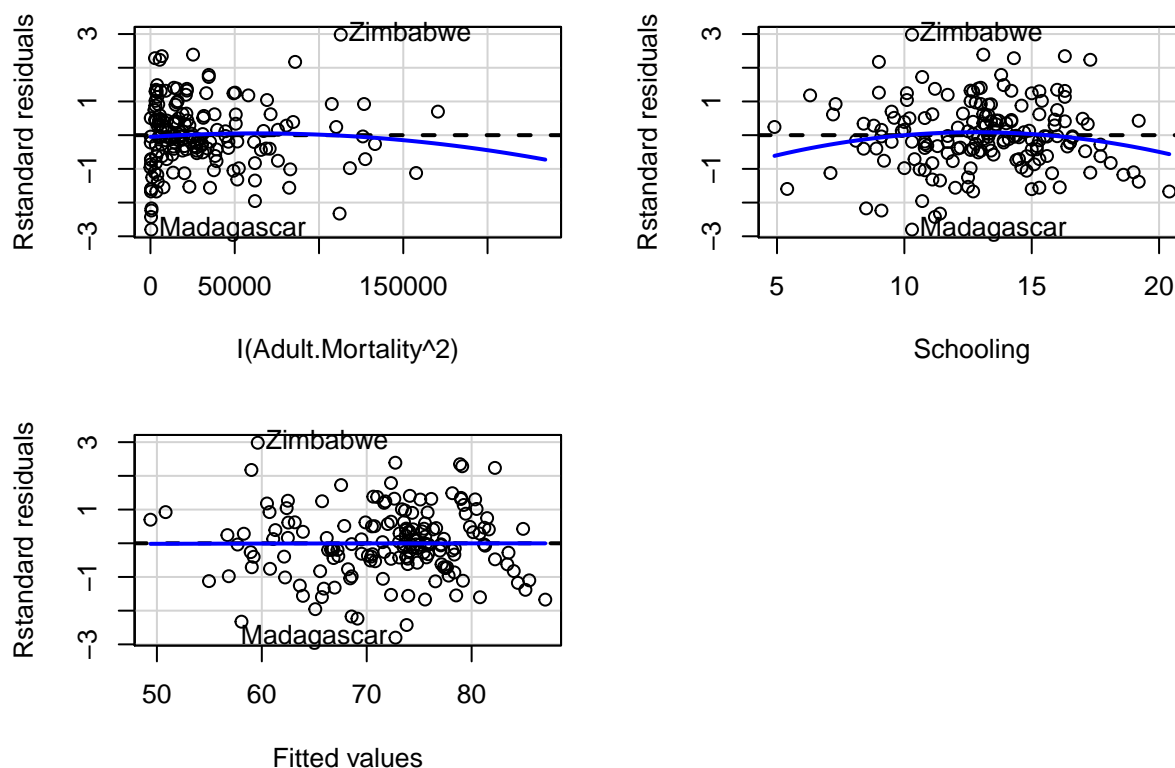 Rstandard residuals
3
1
−1
−3
Zimbabwe
Madagascar
0 50000 150000
I(Adult.Mortality^2)
Rstandard residuals
3
1
−1
−3
Zimbabwe
Madagascar
5 10 15 20
Schooling
Rstandard residuals
3
1
−1
−3
Zimbabwe
Madagascar
50 60 70 80
Fitted values